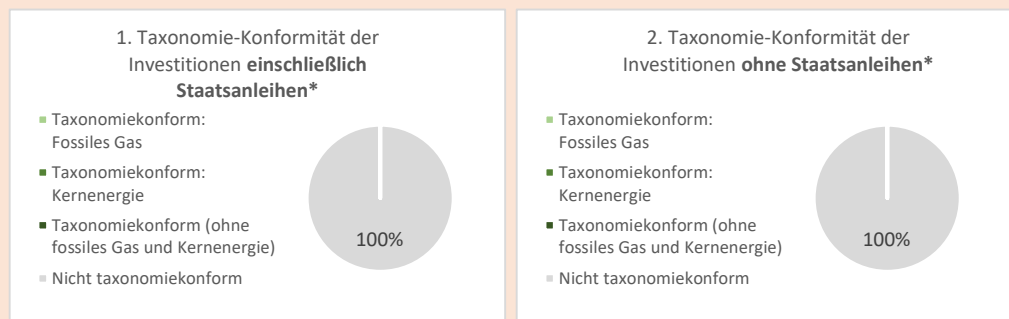 1. Taxonomie-Konformität der
Investitionen einschließlich
Staatsanleihen*
Taxonomiekonform:
Fossiles Gas
Taxonomiekonform:
Kernenergie
Taxonomiekonform (ohne
fossiles Gas und Kernenergie)
Nicht taxonomiekonform
100%
2. Taxonomie-Konformität der
Investitionen ohne Staatsanleihen*
Taxonomiekonform:
Fossiles Gas
Taxonomiekonform:
Kernenergie
Taxonomiekonform (ohne
fossiles Gas und Kernenergie)
Nicht taxonomiekonform
100%